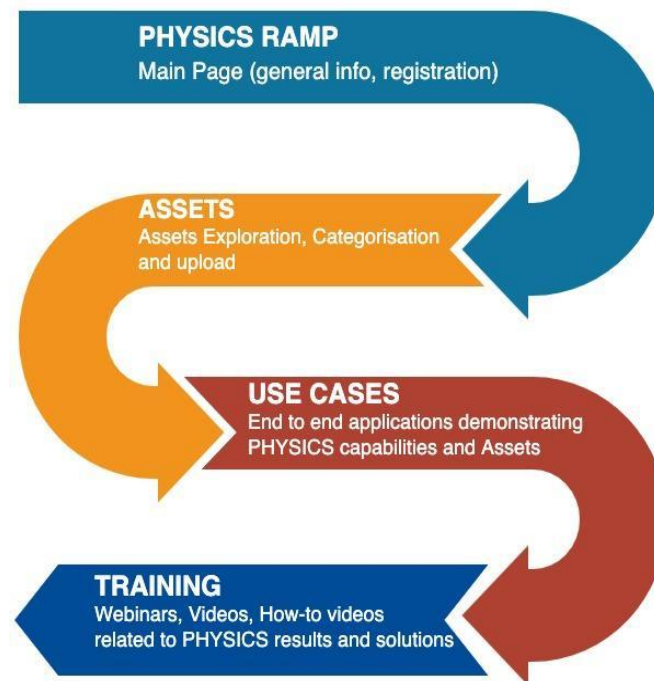 PHYSICS RAMP
Main Page (general info, registration)
ASSETS
Assets Exploration, Categorisation
and upload
USE CASES
End to end applications demonstrating
PHYSICS capabilities and Assets
TRAINING
Webinars, Videos, How-to videos
related to PHYSICS results and solutions